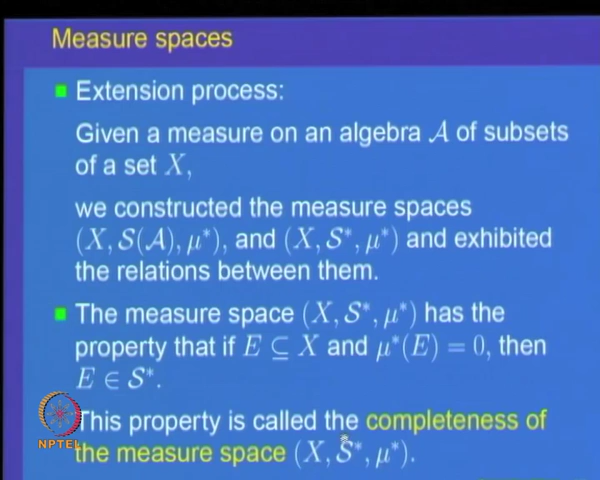 Measure spaces
Extension process:
Given a measure on an algebra 𝒜 of subsets
of a set X,
we constructed the measure spaces
(X, 𝒮(𝒜), μ*), and (X, 𝒮*, μ*) and exhibited
the relations between them.
The measure space (X, 𝒮*, μ*) has the
property that if E ⊆ X and μ*(E) = 0, then
E ∈ 𝒮*.
This property is called the completeness of
the measure space (X, 𝒮*, μ*).
NPTEL